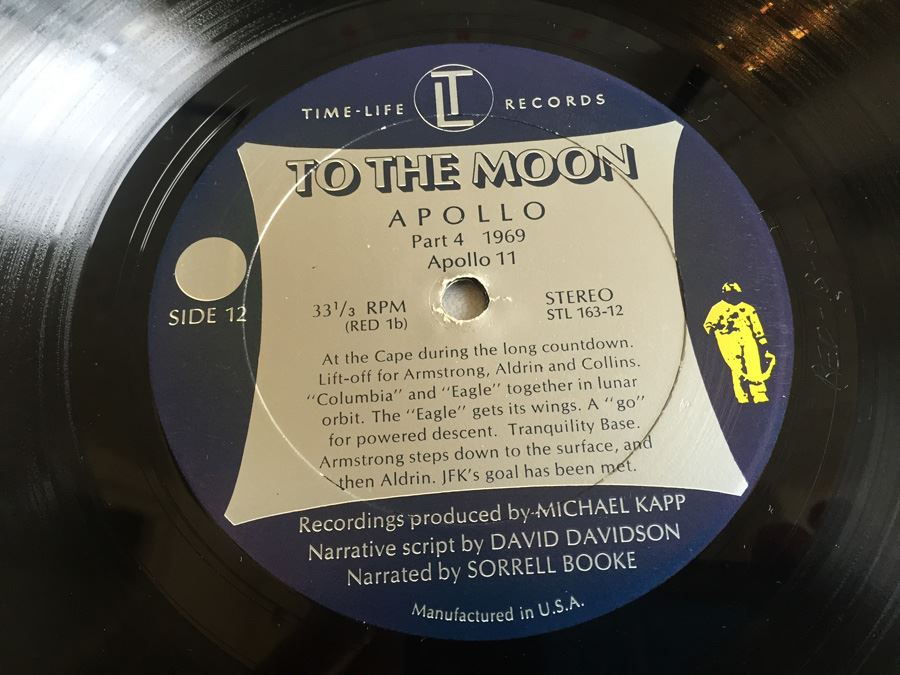 TIME-LIFE TL RECORDS
TO THE MOON
APOLLO
Part 4 1969
Apollo 11
SIDE 12
33 1/3 RPM
(RED 1b)
STEREO
STL 163-12
At the Cape during the long countdown.
Lift-off for Armstrong, Aldrin and Collins.
"Columbia" and "Eagle" together in lunar
orbit. The "Eagle" gets its wings. A "go"
for powered descent. Tranquility Base.
Armstrong steps down to the surface, and
then Aldrin. JFK's goal has been met.
Recordings produced by MICHAEL KAPP
Narrative script by DAVID DAVIDSON
Narrated by SORRELL BOOKE
Manufactured in U.S.A.